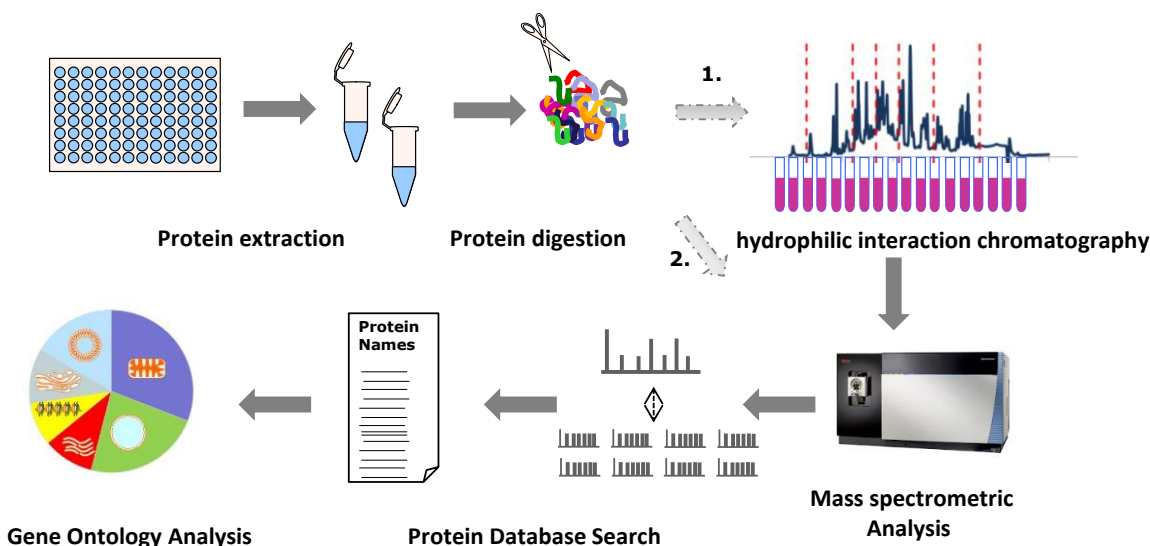 1.
Protein extraction
Protein digestion
hydrophilic interaction chromatography
2.
Protein
Names
Mass spectrometric
Analysis
Gene Ontology Analysis
Protein Database Search